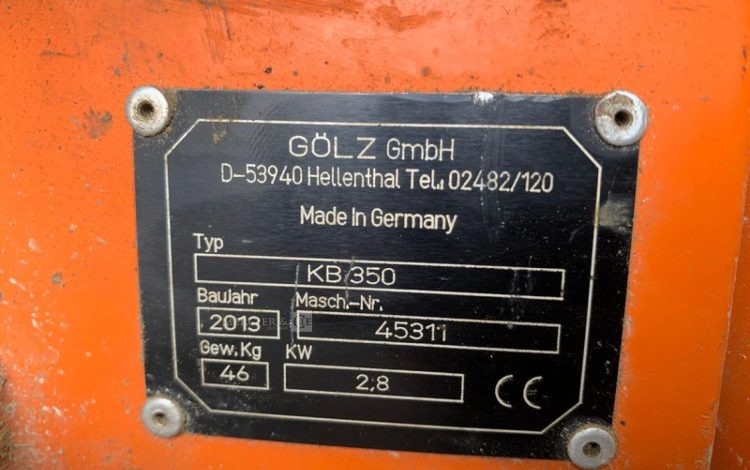 GÖLZ GmbH
D-53940 Hellenthal Tel.: 02482/120
Made In Germany
Typ
KB 350
Baujahr Masch.-Nr.
2013 45311
Gew. Kg KW
46 2,8 CE